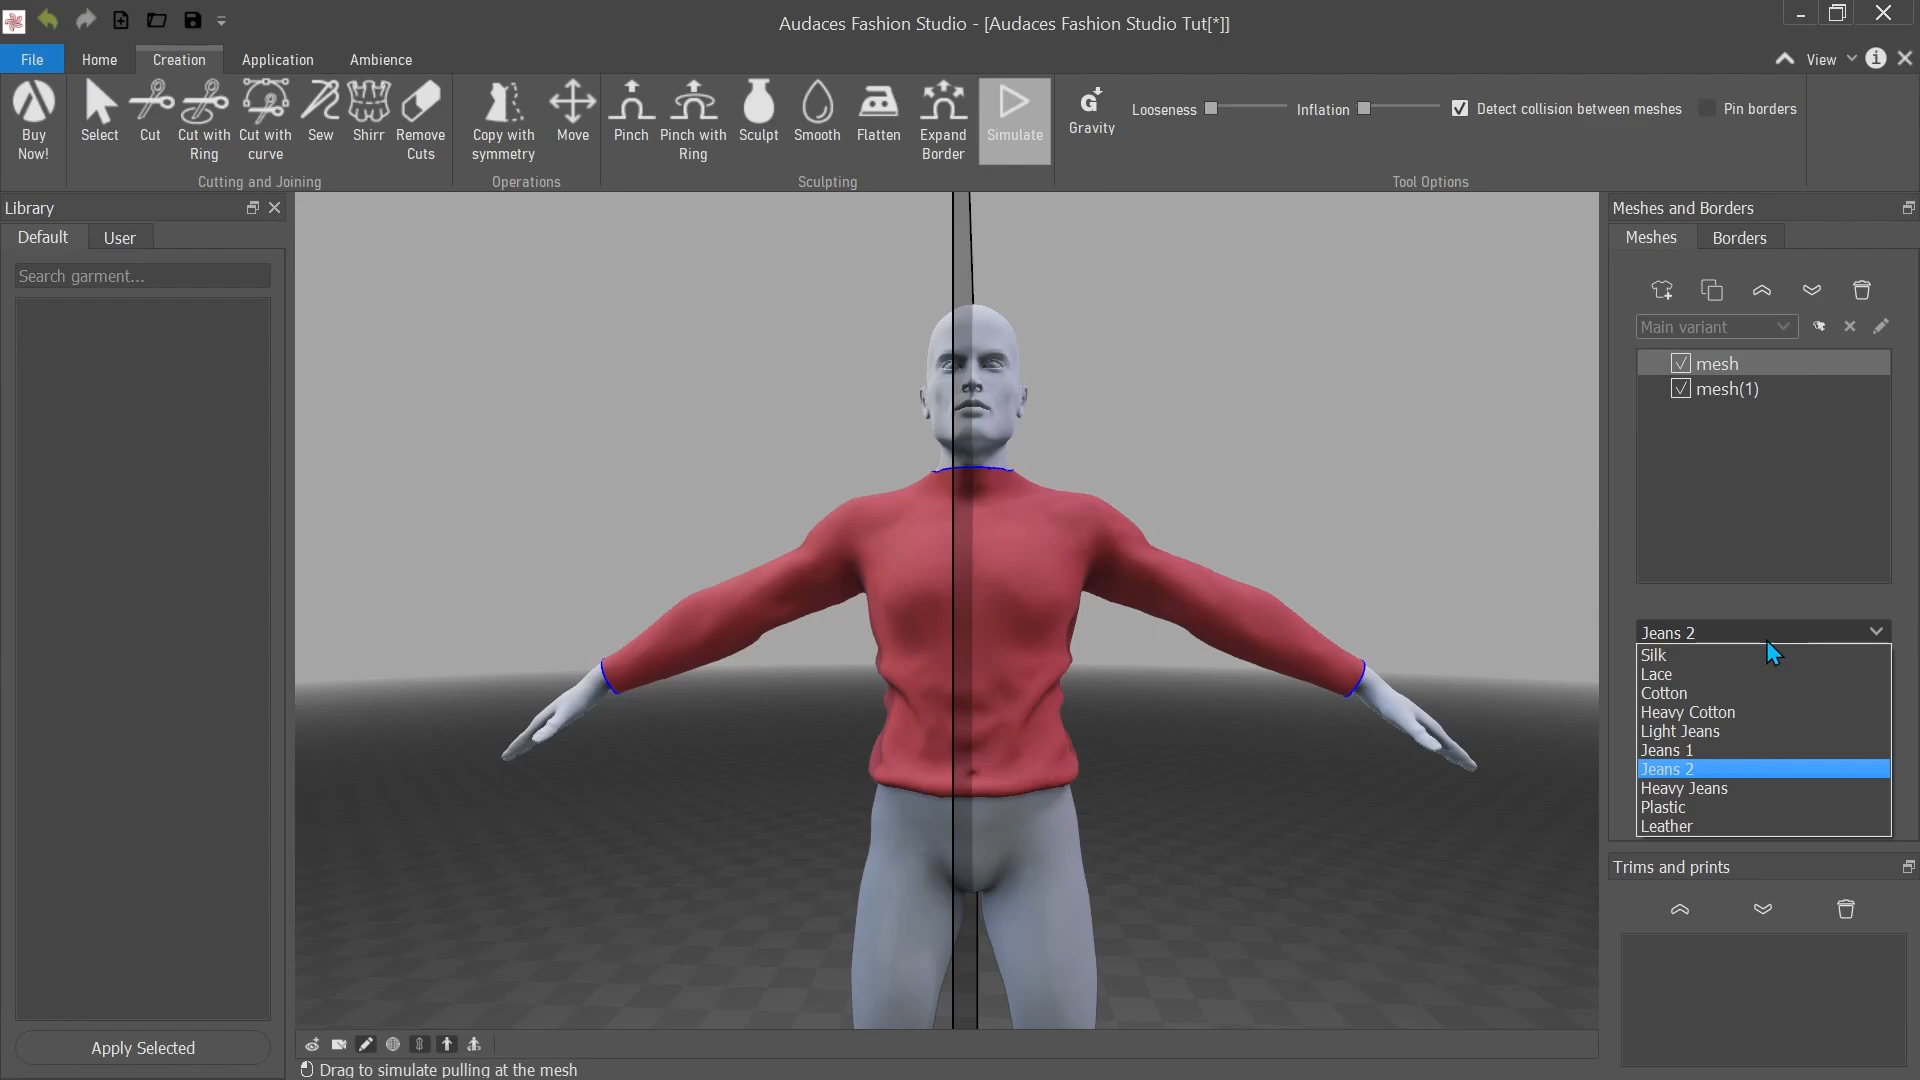 Audaces Fashion Studio - [Audaces Fashion Studio Tut[*]]
File Home Creation Application Ambience View
Buy Now!
Select
Cut
Cut with Ring
Cut with curve
Sew
Shirr
Remove Cuts
Cutting and Joining
Copy with symmetry
Move
Operations
Pinch
Pinch with Ring
Sculpt
Smooth
Flatten
Expand Border
Simulate
Sculpting
G
Gravity
Looseness
Inflation
Detect collision between meshes
Pin borders
Tool Options
Library
Default User
Search garment...
Apply Selected
Drag to simulate pulling at the mesh
Meshes and Borders
Meshes Borders
Main variant
mesh
mesh(1)
Jeans 2
Silk
Lace
Cotton
Heavy Cotton
Light Jeans
Jeans 1
Jeans 2
Heavy Jeans
Plastic
Leather
Trims and prints